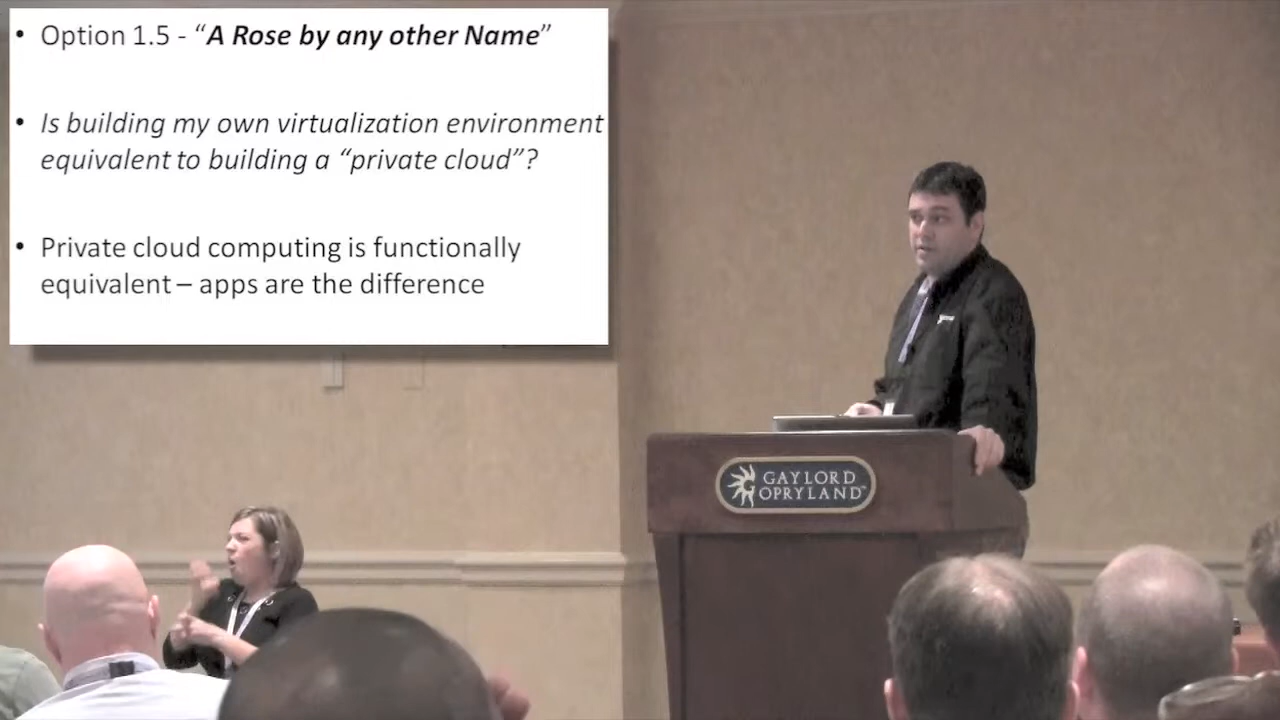 • Option 1.5 - “A Rose by any other Name”
• Is building my own virtualization environment
equivalent to building a “private cloud”?
• Private cloud computing is functionally
equivalent – apps are the difference
GAYLORD
OPRYLAND™